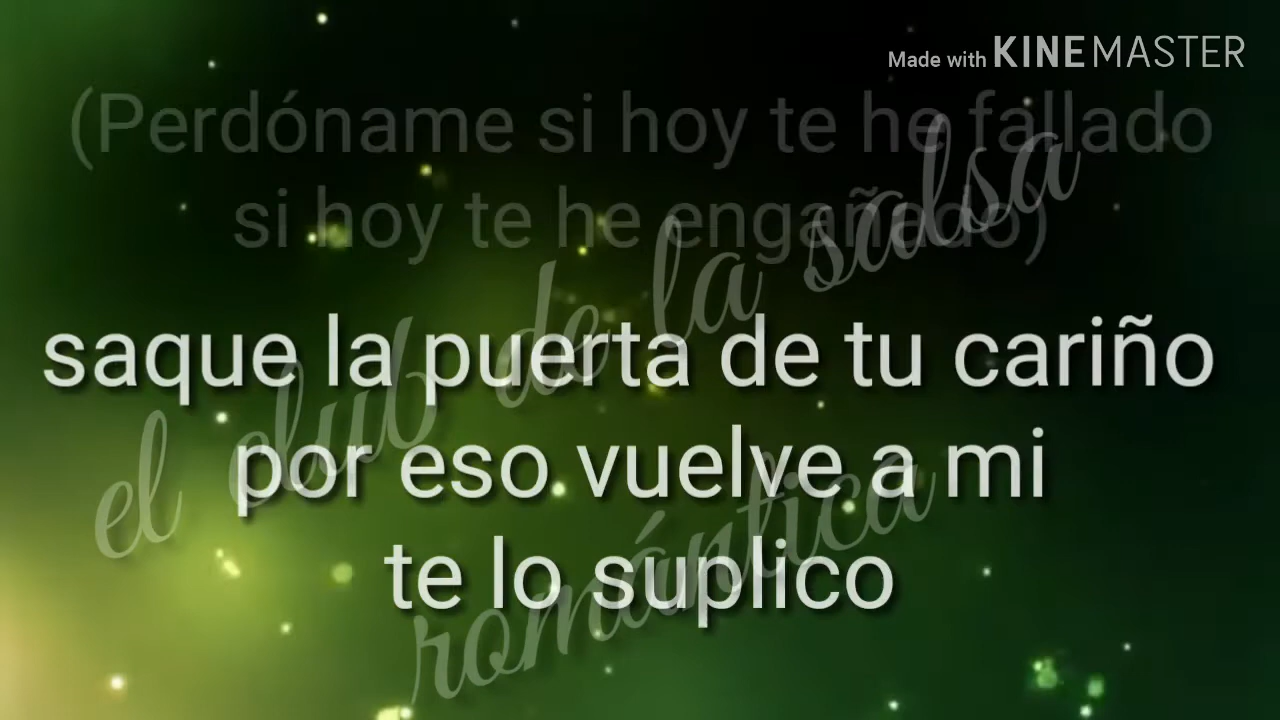 Made with KINEMASTER
(Perdóname si hoy te he fallado
si hoy te he engañado)
saque la puerta de tu cariño
por eso vuelve a mi
te lo suplico
el club de la salsa
romántica